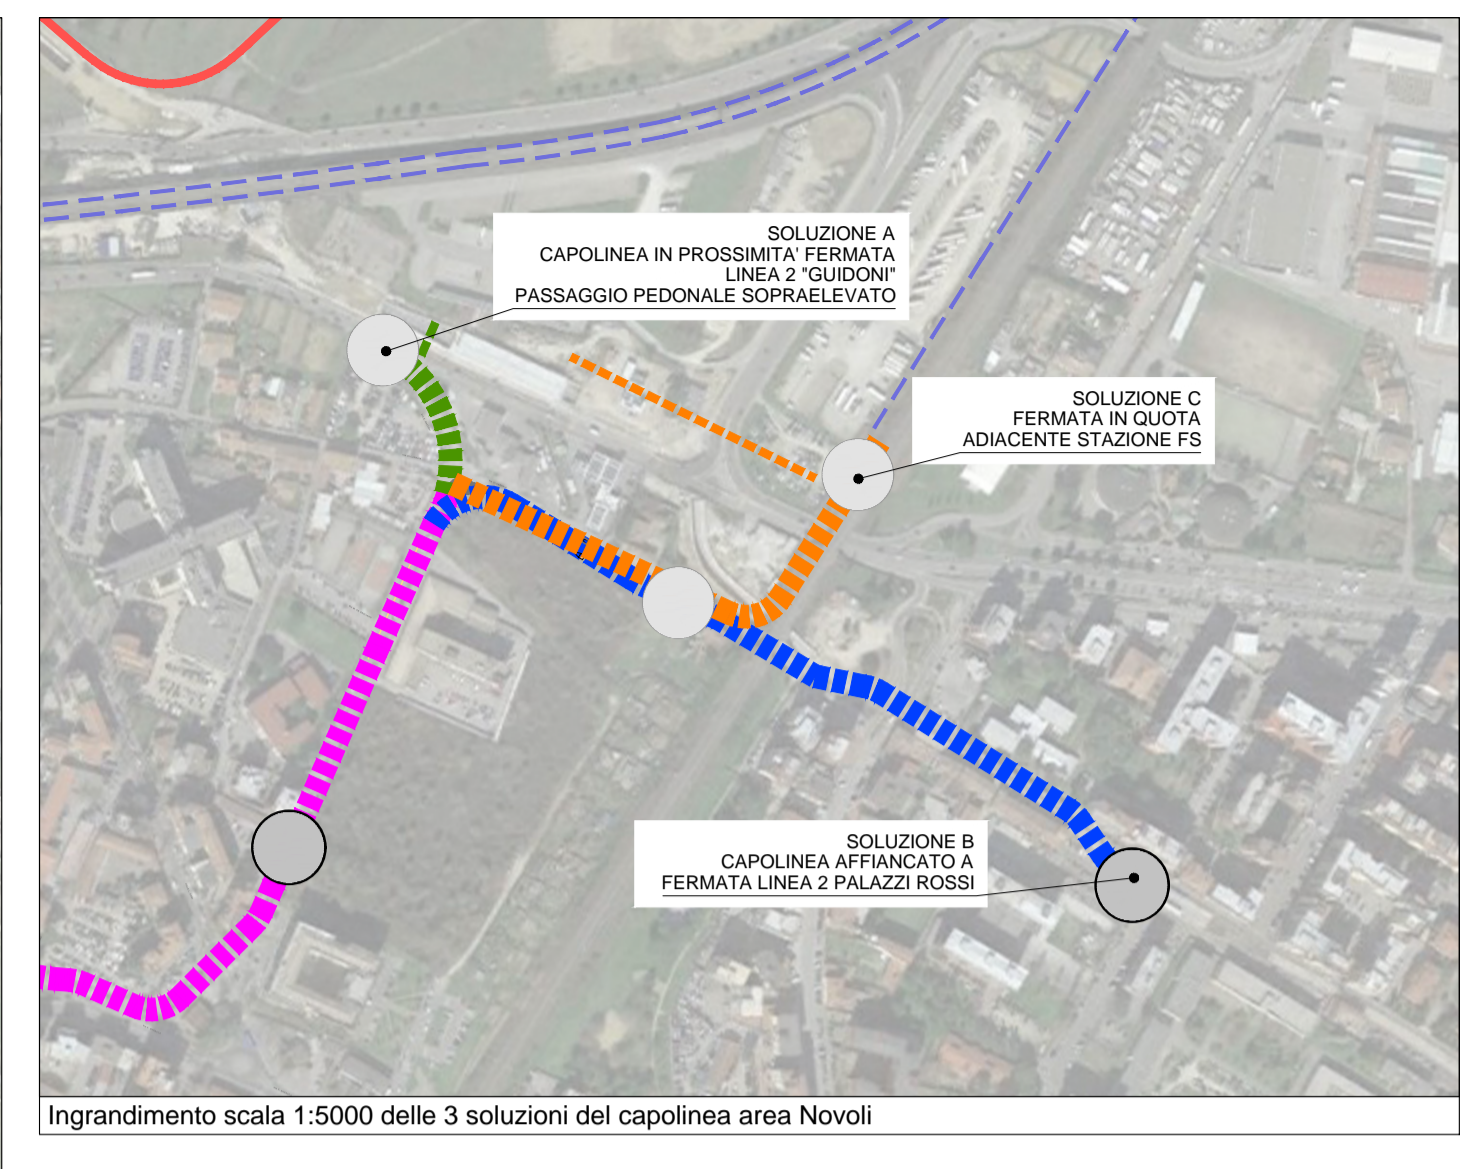 SOLUZIONE A
CAPOLINEA IN PROSSIMITA' FERMATA
LINEA 2 "GUIDONI"
PASSAGGIO PEDONALE SOPRAELEVATO
SOLUZIONE C
FERMATA IN QUOTA
ADIACENTE STAZIONE FS
SOLUZIONE B
CAPOLINEA AFFIANCATO A
FERMATA LINEA 2 PALAZZI ROSSI
Ingrandimento scala 1:5000 delle 3 soluzioni del capolinea area Novoli